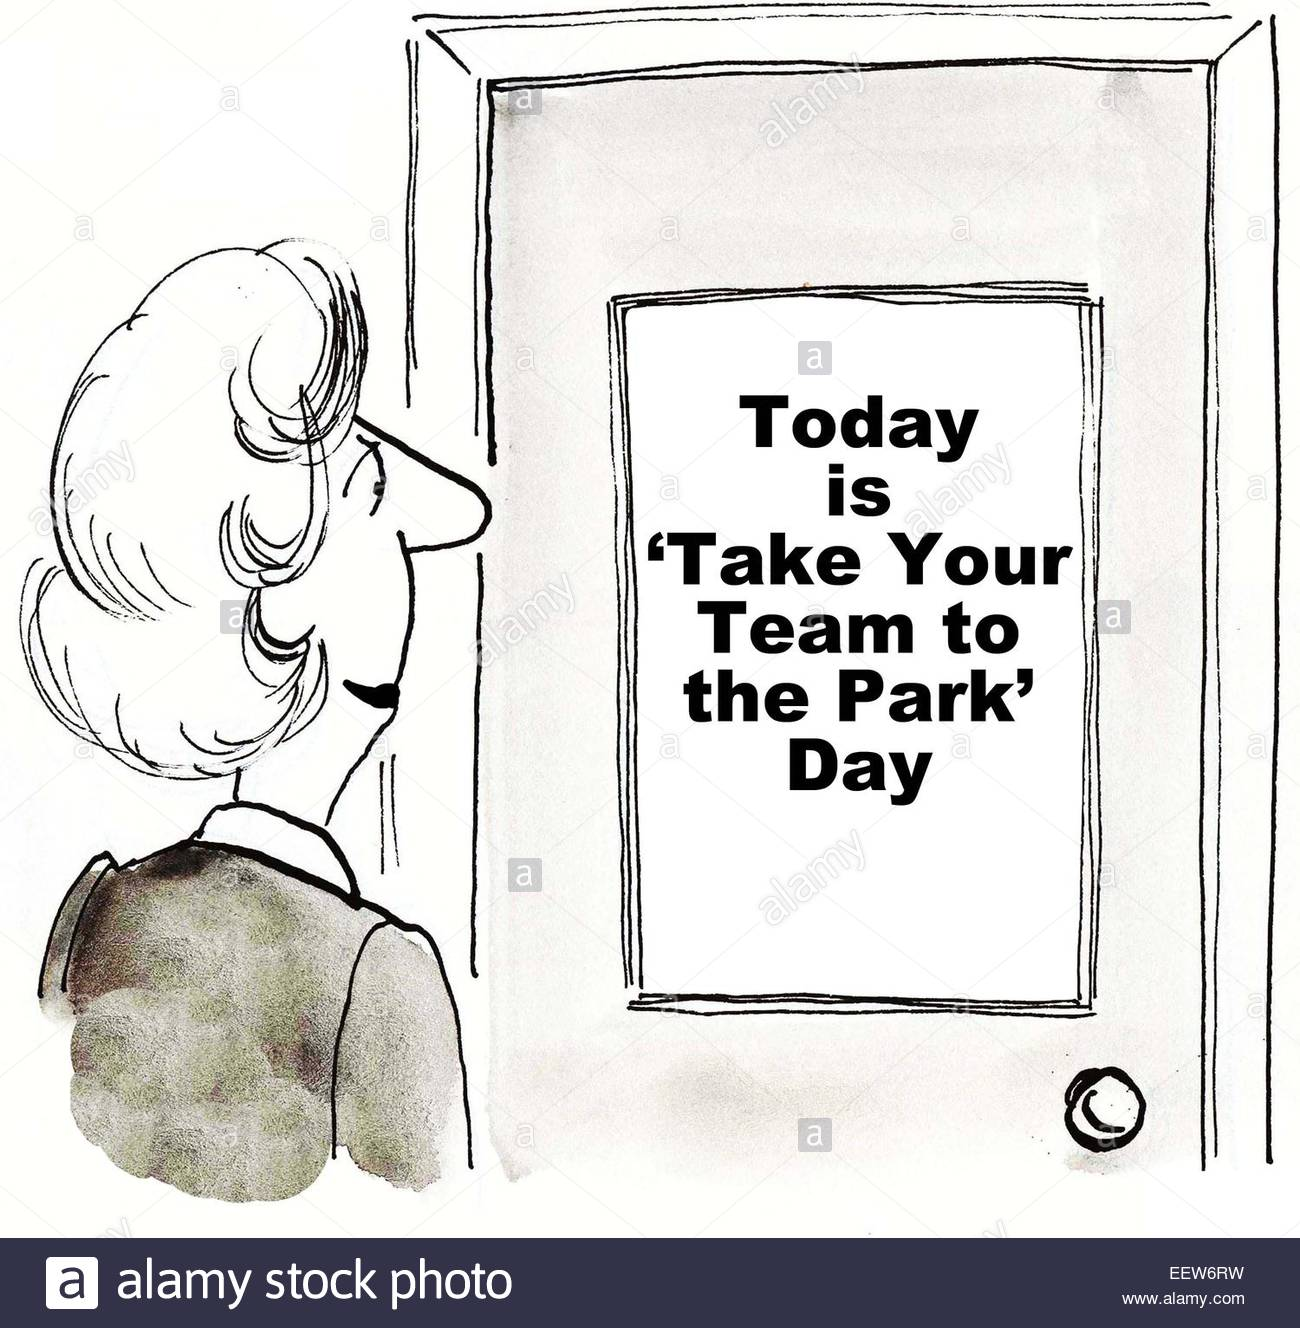 Today
is
‘Take Your
Team to
the Park’
Day
a alamy stock photo
EEW6RW
www.alamy.com